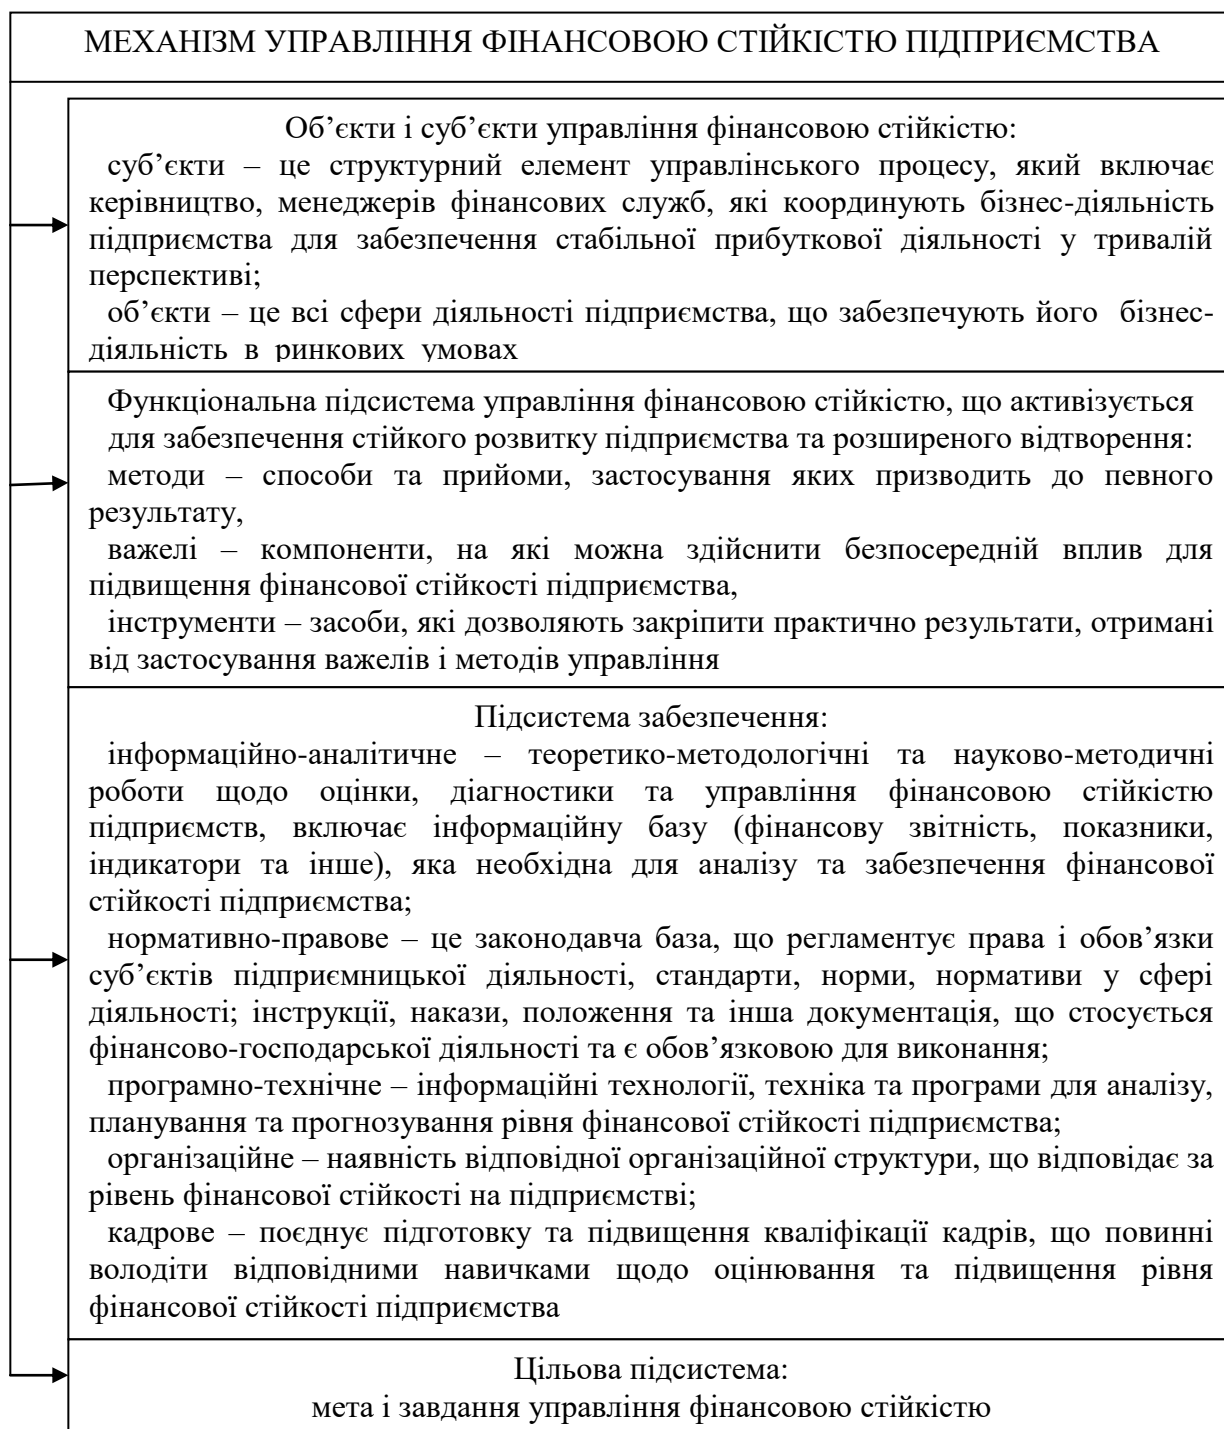 МЕХАНІЗМ УПРАВЛІННЯ ФІНАНСОВОЮ СТІЙКІСТЮ ПІДПРИЄМСТВА
Об’єкти і суб’єкти управління фінансовою стійкістю:
суб’єкти – це структурний елемент управлінського процесу, який включає
керівництво, менеджерів фінансових служб, які координують бізнес-діяльність
підприємства для забезпечення стабільної прибуткової діяльності у тривалій
перспективі;
об’єкти – це всі сфери діяльності підприємства, що забезпечують його бізнес-
діяльність в ринкових умовах
Функціональна підсистема управління фінансовою стійкістю, що активізується
для забезпечення стійкого розвитку підприємства та розширеного відтворення:
методи – способи та прийоми, застосування яких призводить до певного
результату,
важелі – компоненти, на які можна здійснити безпосередній вплив для
підвищення фінансової стійкості підприємства,
інструменти – засоби, які дозволяють закріпити практично результати, отримані
від застосування важелів і методів управління
Підсистема забезпечення:
інформаційно-аналітичне – теоретико-методологічні та науково-методичні
роботи щодо оцінки, діагностики та управління фінансовою стійкістю
підприємств, включає інформаційну базу (фінансову звітність, показники,
індикатори та інше), яка необхідна для аналізу та забезпечення фінансової
стійкості підприємства;
нормативно-правове – це законодавча база, що регламентує права і обов’язки
суб’єктів підприємницької діяльності, стандарти, норми, нормативи у сфері
діяльності; інструкції, накази, положення та інша документація, що стосується
фінансово-господарської діяльності та є обов’язковою для виконання;
програмно-технічне – інформаційні технології, техніка та програми для аналізу,
планування та прогнозування рівня фінансової стійкості підприємства;
організаційне – наявність відповідної організаційної структури, що відповідає за
рівень фінансової стійкості на підприємстві;
кадрове – поєднує підготовку та підвищення кваліфікації кадрів, що повинні
володіти відповідними навичками щодо оцінювання та підвищення рівня
фінансової стійкості підприємства
Цільова підсистема:
мета і завдання управління фінансовою стійкістю